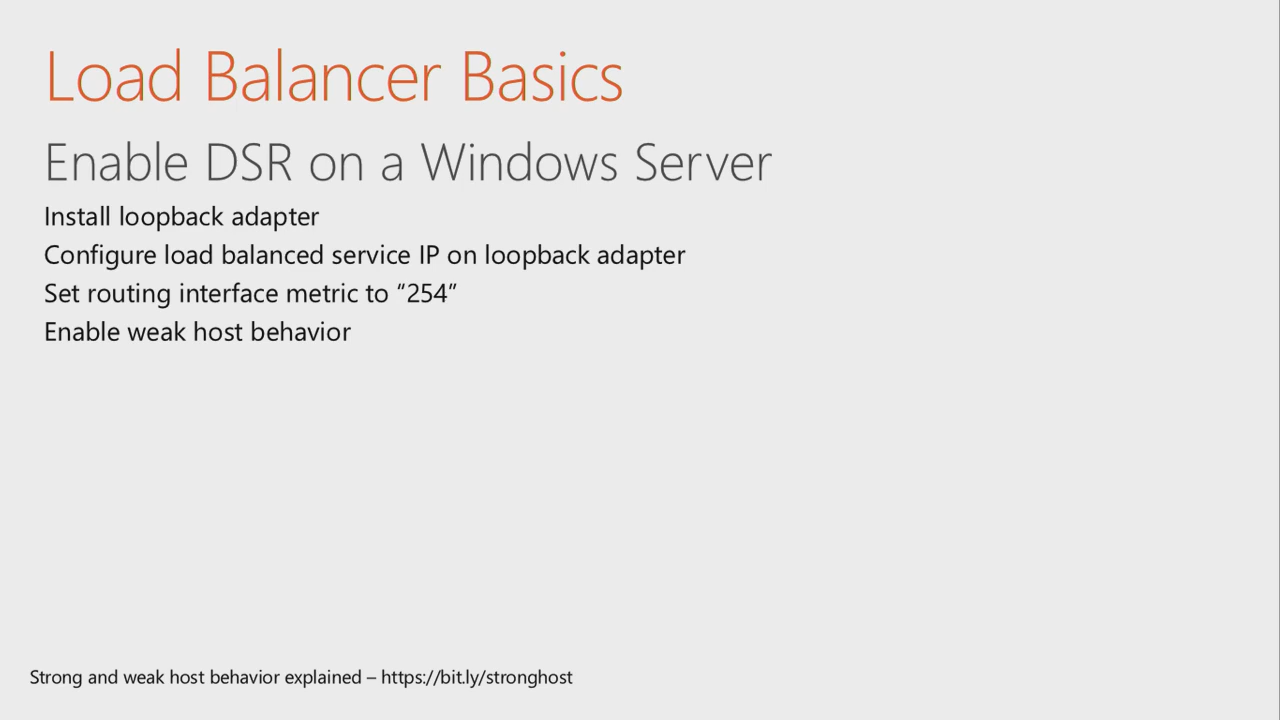 Load Balancer Basics
Enable DSR on a Windows Server
Install loopback adapter
Configure load balanced service IP on loopback adapter
Set routing interface metric to “254”
Enable weak host behavior
Strong and weak host behavior explained – https://bit.ly/stronghost